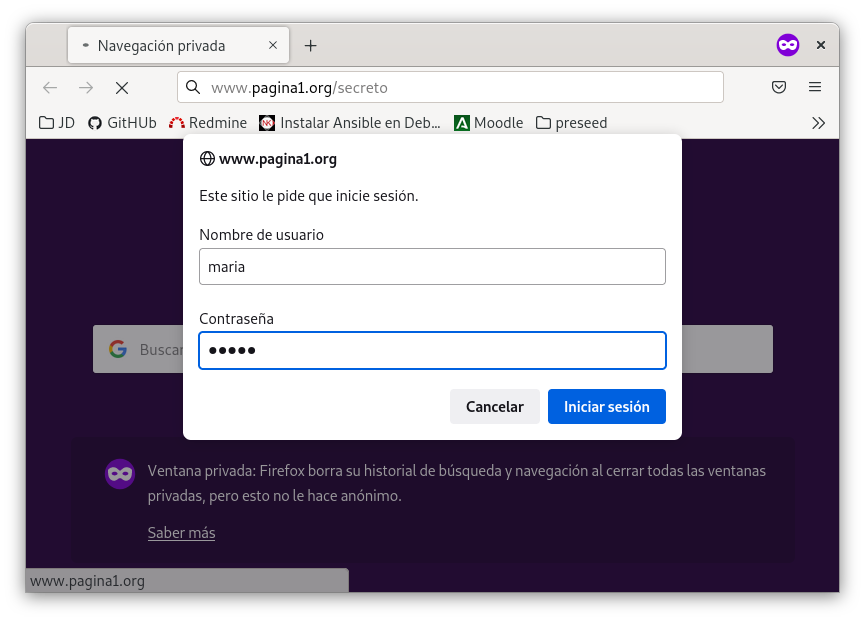 Navegación privada
www.pagina1.org/secreto
JD GitHUb Redmine Instalar Ansible en Deb… Moodle preseed
www.pagina1.org
Este sitio le pide que inicie sesión.
Nombre de usuario
maria
Contraseña
•••••
Buscar
Cancelar Iniciar sesión
Ventana privada: Firefox borra su historial de búsqueda y navegación al cerrar todas las ventanas
privadas, pero esto no le hace anónimo.
Saber más
www.pagina1.org